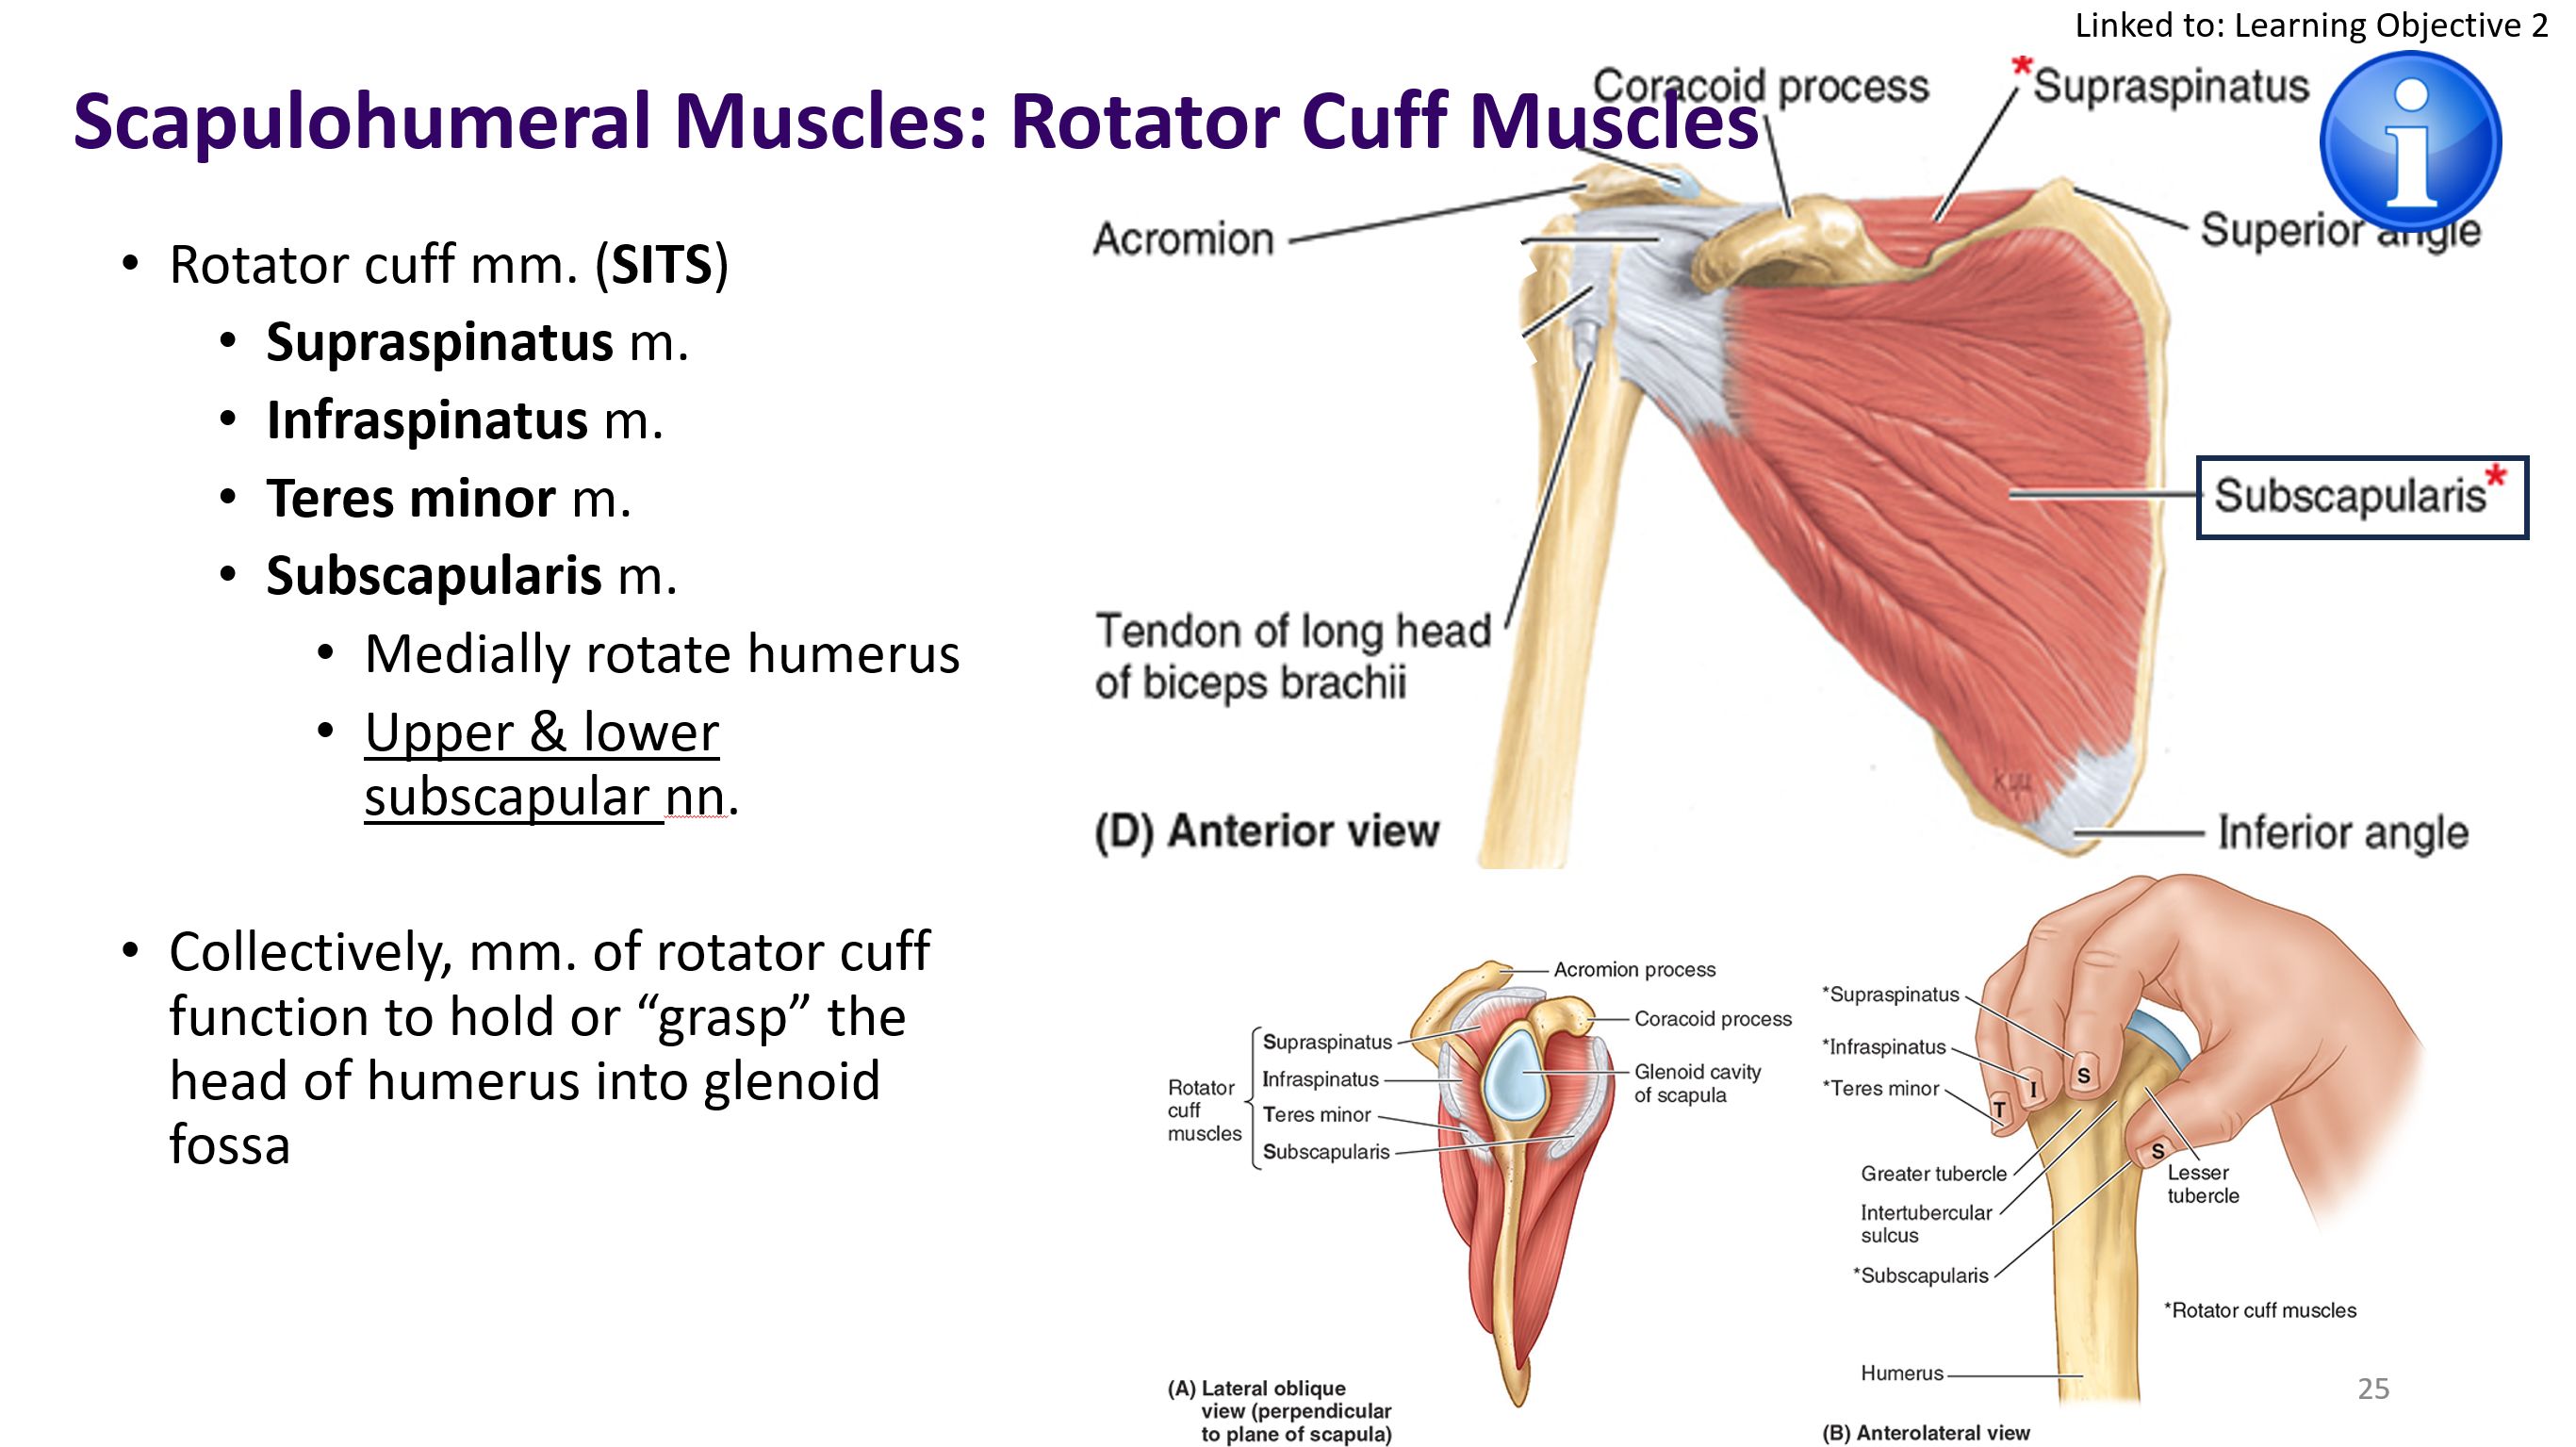 Linked to: Learning Objective 2
Scapulohumeral Muscles: Rotator Cuff Muscles
• Rotator cuff mm. (SITS)
• Supraspinatus m.
• Infraspinatus m.
• Teres minor m.
• Subscapularis m.
• Medially rotate humerus
• Upper & lower
subscapular nn.
• Collectively, mm. of rotator cuff
function to hold or “grasp” the
head of humerus into glenoid
fossa
Coracoid process
*Supraspinatus
Acromion
Superior angle
Subscapularis*
Tendon of long head
of biceps brachii
(D) Anterior view
Inferior angle
Acromion process
Coracoid process
Glenoid cavity
of scapula
Rotator
cuff
muscles
Supraspinatus
Infraspinatus
Teres minor
Subscapularis
(A) Lateral oblique
view (perpendicular
to plane of scapula)
*Supraspinatus
*Infraspinatus
*Teres minor
T
I
S
S
Greater tubercle
Lesser
tubercle
Intertubercular
sulcus
*Subscapularis
*Rotator cuff muscles
Humerus
(B) Anterolateral view
25